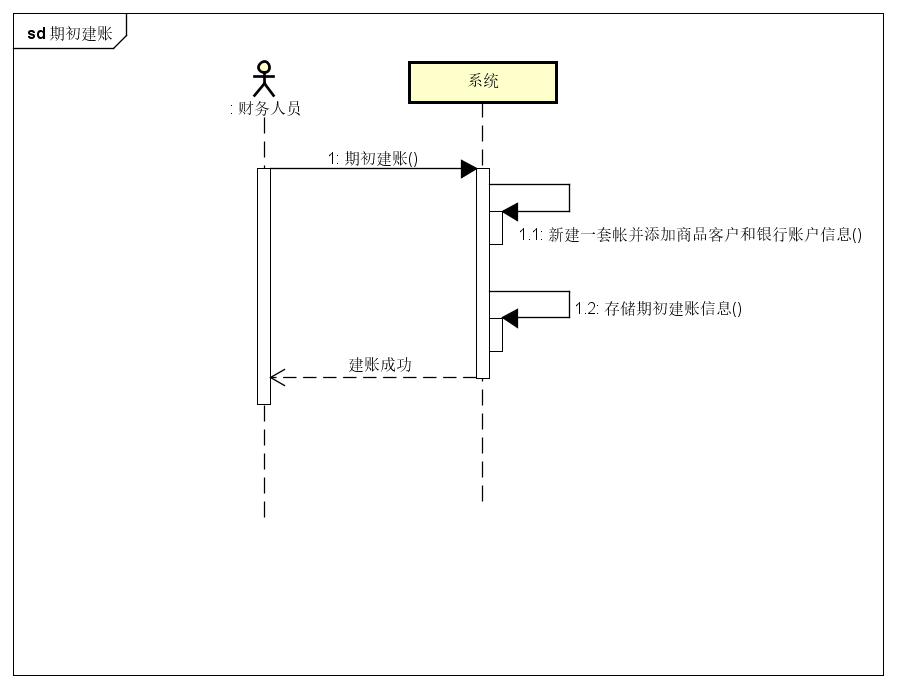 sd 期初建账
: 财务人员
系统
1: 期初建账()
1.1: 新建一套帐并添加商品客户和银行账户信息()
1.2: 存储期初建账信息()
建账成功